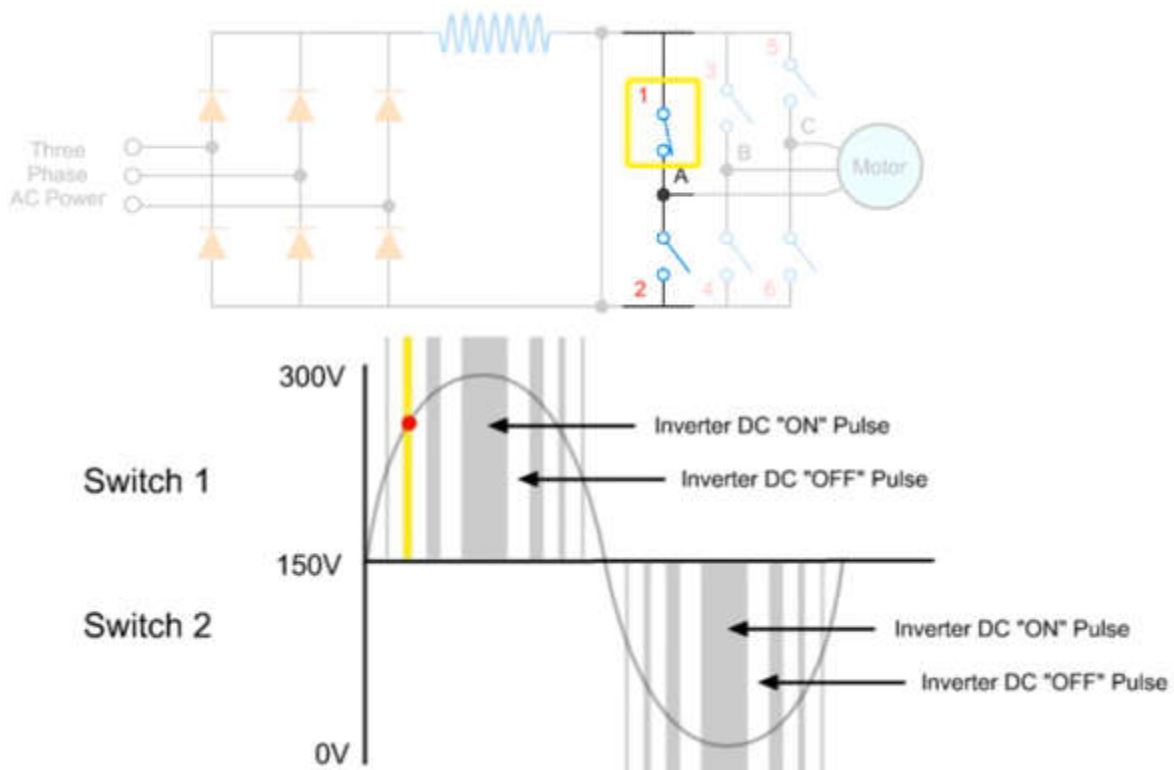 5
1
3
C
Three
Phase
AC Power
B
Motor
A
2
4
6
300V
Inverter DC "ON" Pulse
Switch 1
Inverter DC "OFF" Pulse
150V
Switch 2
Inverter DC "ON" Pulse
Inverter DC "OFF" Pulse
0V